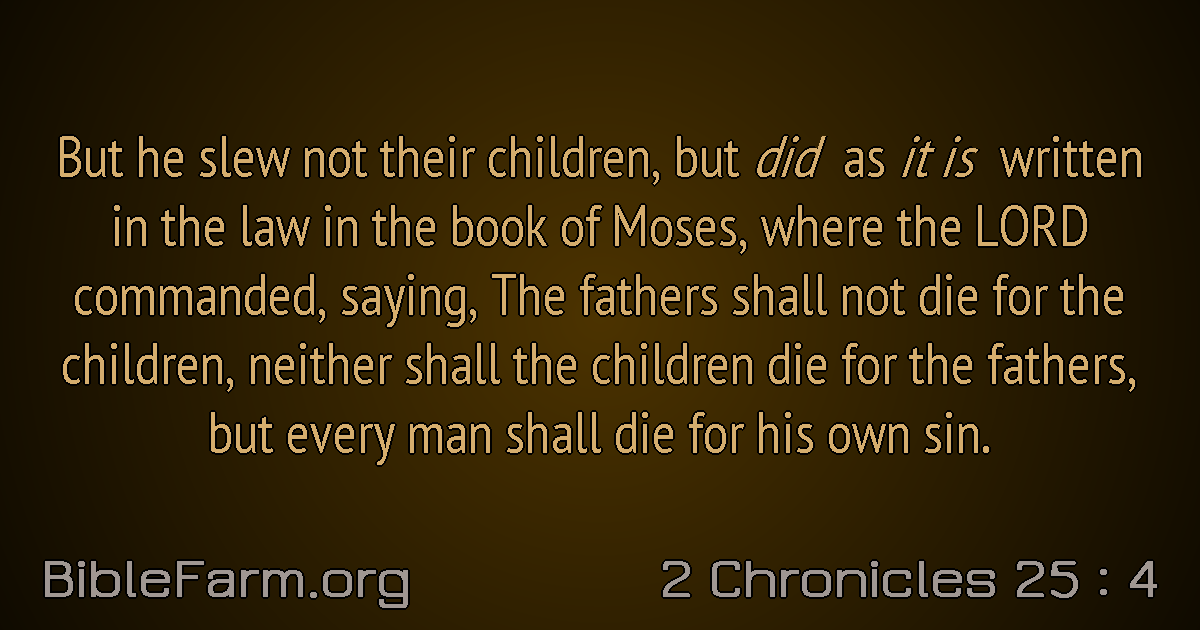 But he slew not their children, but did as it is written
in the law in the book of Moses, where the LORD
commanded, saying, The fathers shall not die for the
children, neither shall the children die for the fathers,
but every man shall die for his own sin.
BibleFarm.org
2 Chronicles 25 : 4